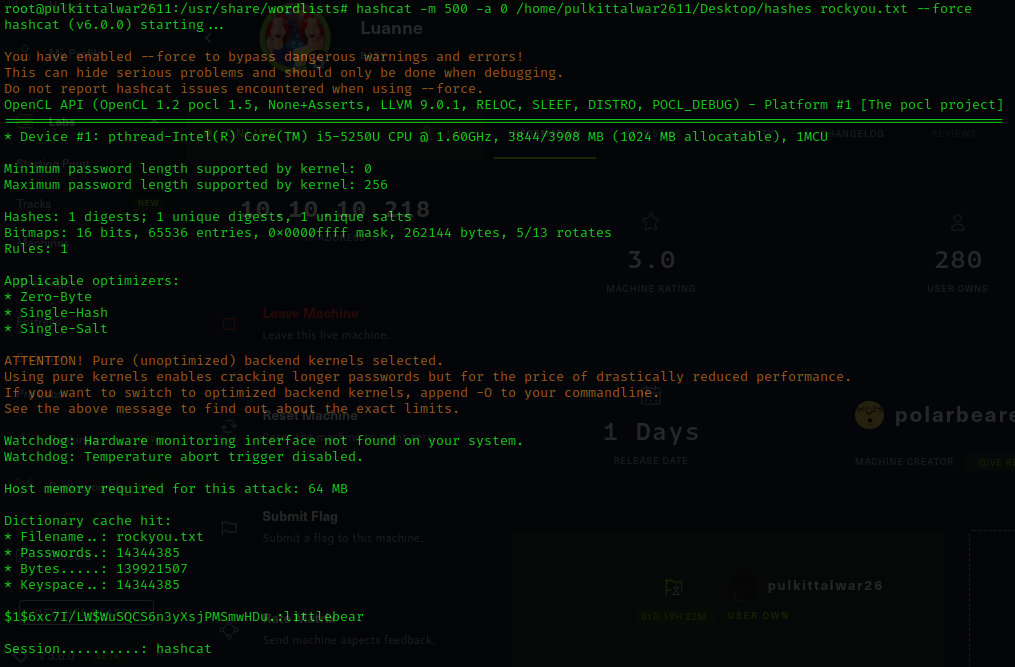 root@pulkittalwar2611:/usr/share/wordlists# hashcat -m 500 -a 0 /home/pulkittalwar2611/Desktop/hashes rockyou.txt --force
hashcat (v6.0.0) starting...
Luanne
You have enabled --force to bypass dangerous warnings and errors!
This can hide serious problems and should only be done when debugging.
Do not report hashcat issues encountered when using --force.
OpenCL API (OpenCL 1.2 pocl 1.5, None+Asserts, LLVM 9.0.1, RELOC, SLEEF, DISTRO, POCL_DEBUG) - Platform #1 [The pocl project]
Labs
* Device #1: pthread-Intel(R) Core(TM) i5-5250U CPU @ 1.60GHz, 3844/3908 MB (1024 MB allocatable), 1MCU
CHANGELOG
REVIEWS
Minimum password length supported by kernel: 0
Maximum password length supported by kernel: 256
Tracks
NEW
10.10.10.218
Hashes: 1 digests; 1 unique digests, 1 unique salts
Bitmaps: 16 bits, 65536 entries, 0×0000ffff mask, 262144 bytes, 5/13 rotates
Rules: 1
3.0
280
Applicable optimizers:
MACHINE RATING
USER OWNS
* Zero-Byte
* Single-Hash
* Single-Salt
Leave Machine
Leave this live machine.
ATTENTION! Pure (unoptimized) backend kernels selected.
Using pure kernels enables cracking longer passwords but for the price of drastically reduced performance.
If you want to switch to optimized backend kernels, append -O to your commandline.
See the above message to find out about the exact limits.
Reset Machine
polarbeare
1 Days
Watchdog: Hardware monitoring interface not found on your system.
Watchdog: Temperature abort trigger disabled.
RELEASE DATE
MACHINE CREATOR
Host memory required for this attack: 64 MB
Submit Flag
Dictionary cache hit:
* Filename..: rockyou.txt
Submit a flag to this machine.
* Passwords.: 14344385
* Bytes.....: 139921507
* Keyspace..: 14344385
pulkittalwar26
01D 18H 22M
USER OWN
$1$6xc7I/LW$WuSQCS6n3yXsjPMSmwHDu.:littlebear
Send machine aspects feedback.
Session..........: hashcat